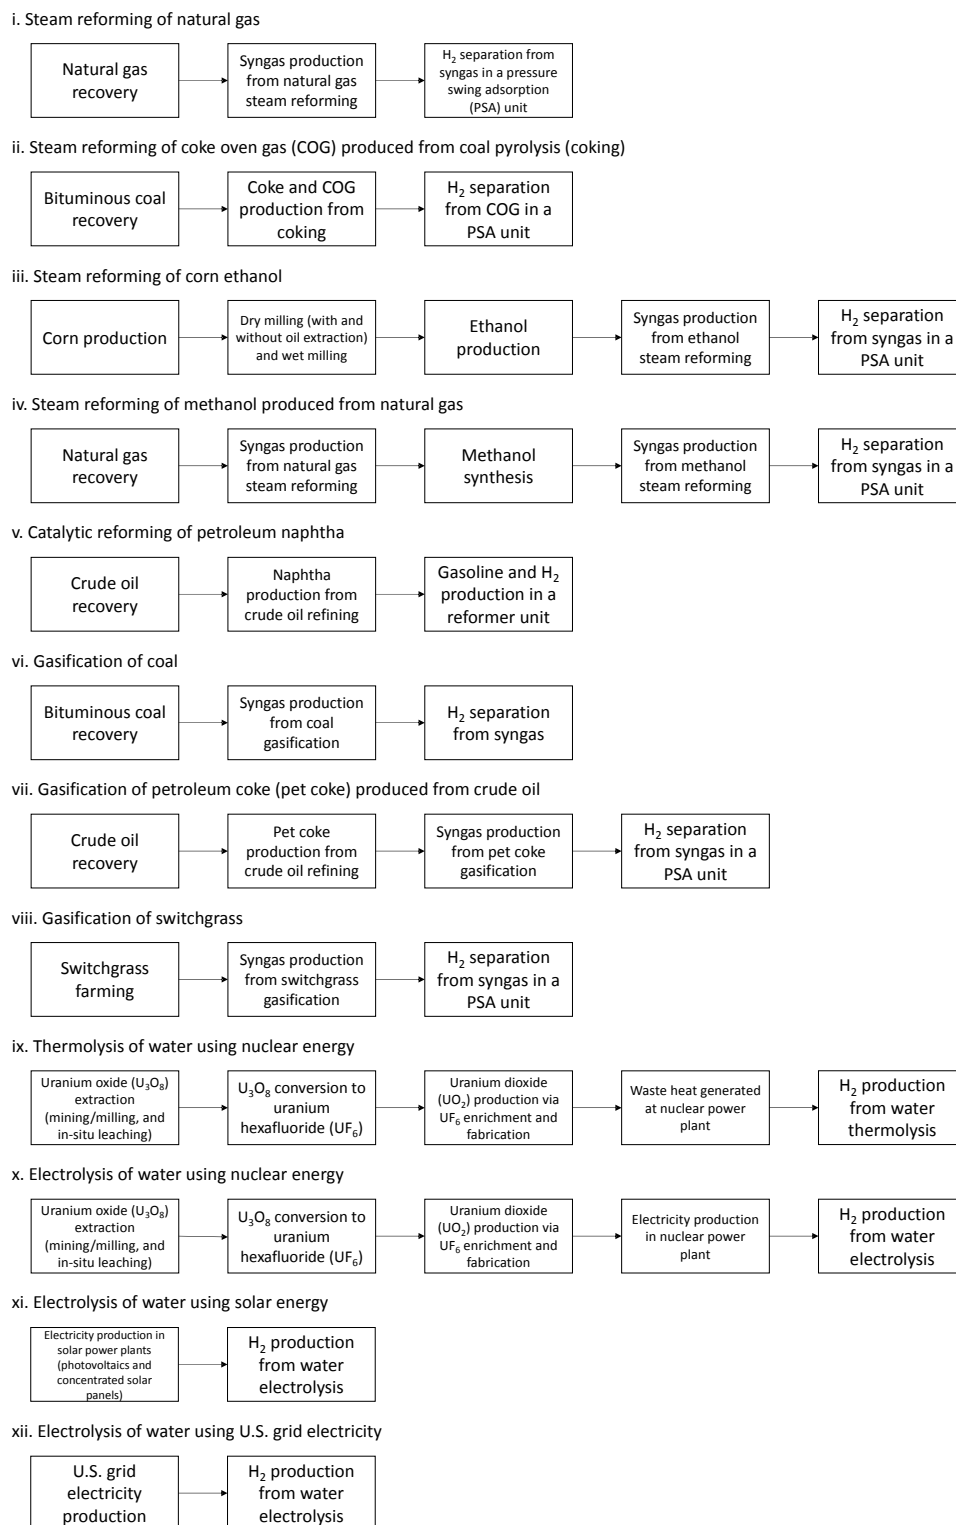 i. Steam reforming of natural gas
Natural gas
recovery
Syngas production
from natural gas
steam reforming
H₂ separation from
syngas in a pressure
swing adsorption
(PSA) unit
ii. Steam reforming of coke oven gas (COG) produced from coal pyrolysis (coking)
Bituminous coal
recovery
Coke and COG
production from
coking
H₂ separation
from COG in a
PSA unit
iii. Steam reforming of corn ethanol
Corn production
Dry milling (with and
without oil extraction)
and wet milling
Ethanol
production
Syngas production
from ethanol
steam reforming
H₂ separation
from syngas in a
PSA unit
iv. Steam reforming of methanol produced from natural gas
Natural gas
recovery
Syngas production
from natural gas
steam reforming
Methanol
synthesis
Syngas production
from methanol
steam reforming
H₂ separation
from syngas in a
PSA unit
v. Catalytic reforming of petroleum naphtha
Crude oil
recovery
Naphtha
production from
crude oil refining
Gasoline and H₂
production in a
reformer unit
vi. Gasification of coal
Bituminous coal
recovery
Syngas production
from coal
gasification
H₂ separation
from syngas
vii. Gasification of petroleum coke (pet coke) produced from crude oil
Crude oil
recovery
Pet coke
production from
crude oil refining
Syngas production
from pet coke
gasification
H₂ separation
from syngas in a
PSA unit
viii. Gasification of switchgrass
Switchgrass
farming
Syngas production
from switchgrass
gasification
H₂ separation
from syngas in a
PSA unit
ix. Thermolysis of water using nuclear energy
Uranium oxide (U₃O₈)
extraction
(mining/milling, and
in-situ leaching)
U₃O₈ conversion to
uranium
hexafluoride (UF₆)
Uranium dioxide
(UO₂) production via
UF₆ enrichment and
fabrication
Waste heat generated
at nuclear power
plant
H₂ production
from water
thermolysis
x. Electrolysis of water using nuclear energy
Uranium oxide (U₃O₈)
extraction
(mining/milling, and
in-situ leaching)
U₃O₈ conversion to
uranium
hexafluoride (UF₆)
Uranium dioxide
(UO₂) production via
UF₆ enrichment and
fabrication
Electricity production
in nuclear power
plant
H₂ production
from water
electrolysis
xi. Electrolysis of water using solar energy
Electricity production in
solar power plants
(photovoltaics and
concentrated solar
panels)
H₂ production
from water
electrolysis
xii. Electrolysis of water using U.S. grid electricity
U.S. grid
electricity
production
H₂ production
from water
electrolysis